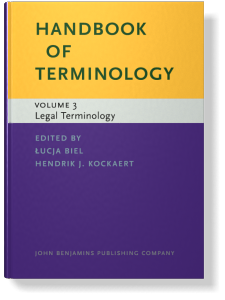 HANDBOOK
OF
TERMINOLOGY
VOLUME 3
Legal Terminology
EDITED BY
ŁUCJA BIEL
HENDRIK J. KOCKAERT
JOHN BENJAMINS PUBLISHING COMPANY